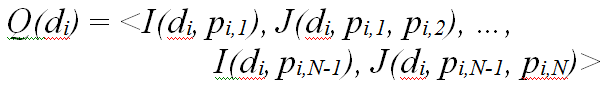 O(di) = <I(di, pi,1), J(di, pi,1, pi,2), …,
I(di, pi,N-1), J(di, pi,N-1, pi,N)>